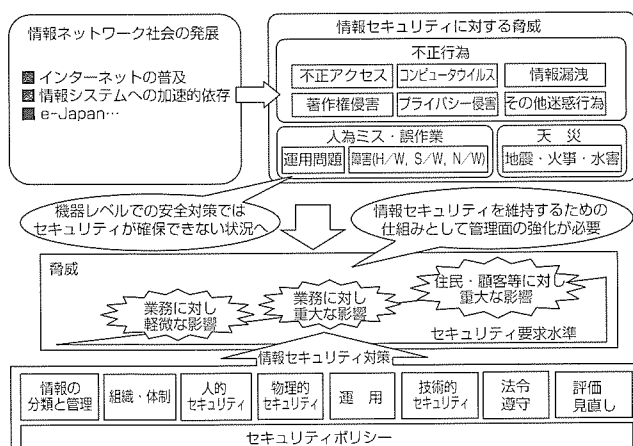 情報ネットワーク社会の発展
■ インターネットの普及
■ 情報システムへの加速的依存
■ e-Japan…
情報セキュリティに対する脅威
不正行為
不正アクセス
コンピュータウイルス
情報漏洩
著作権侵害
プライバシー侵害
その他迷惑行為
人為ミス・誤作業
運用問題
障害(H/W, S/W, N/W)
天 災
地震・火事・水害
機器レベルでの安全対策では
セキュリティが確保できない状況へ
情報セキュリティを維持するための
仕組みとして管理面の強化が必要
脅威
業務に対し
軽微な影響
業務に対し
重大な影響
住民・顧客等に対し
重大な影響
セキュリティ要求水準
情報セキュリティ対策
情報の
分類と管理
組織・体制
人的
セキュリティ
物理的
セキュリティ
運 用
技術的
セキュリティ
法令
遵守
評価
見直し
セキュリティポリシー